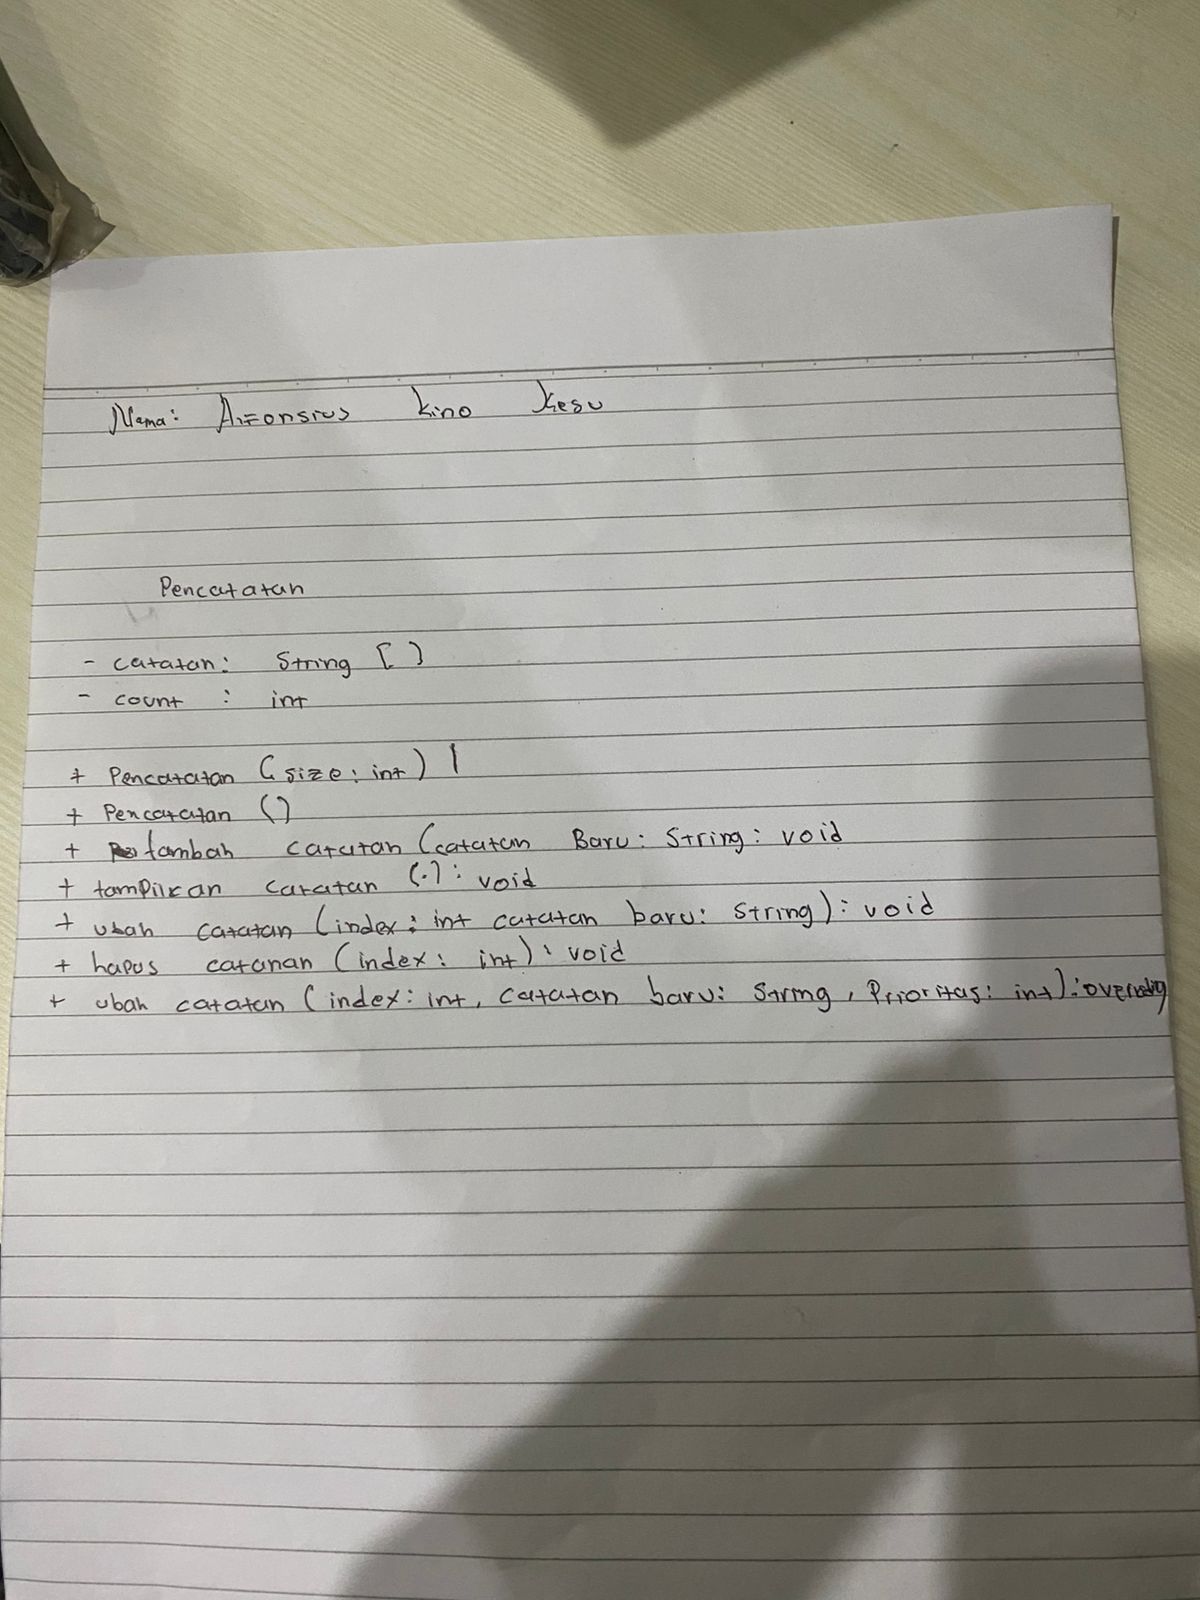 Nama: Alfonsius Kino Kesu
Pencatatan
- catatan: String [ ]
- count : int
+ Pencatatan (size: int) |
+ Pencatatan ()
+ tambah catatan (catatan Baru: String: void
+ tampilkan catatan (.): void
+ ubah catatan (index: int catatan baru: String): void
+ hapus catanan (index: int): void
+ ubah catatan (index: int, catatan baru: String, Prioritas: int):